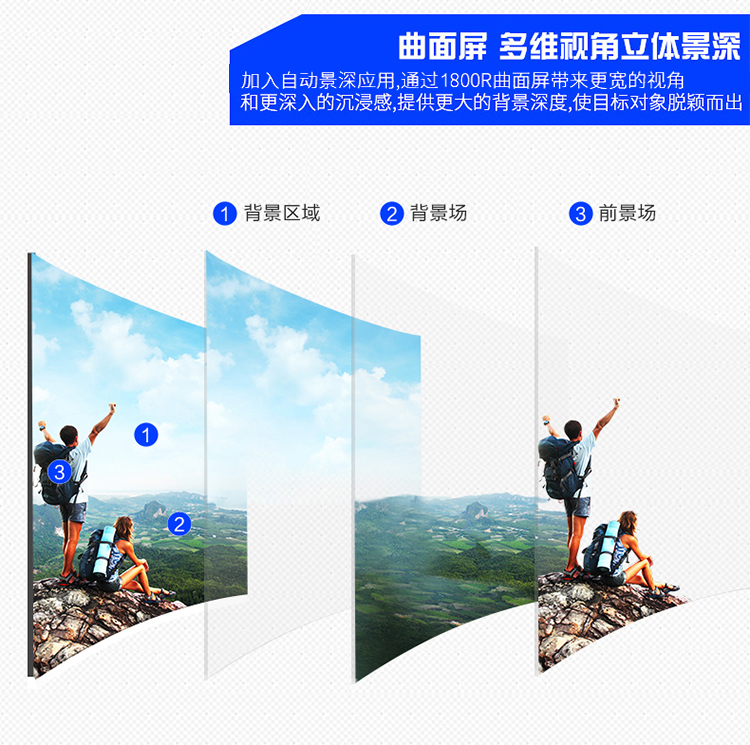 曲面屏 多维视角立体景深
加入自动景深应用,通过1800R曲面屏带来更宽的视角
和更深入的沉浸感,提供更大的背景深度,使目标对象脱颖而出
1 背景区域
2 背景场
3 前景场
1
3
2